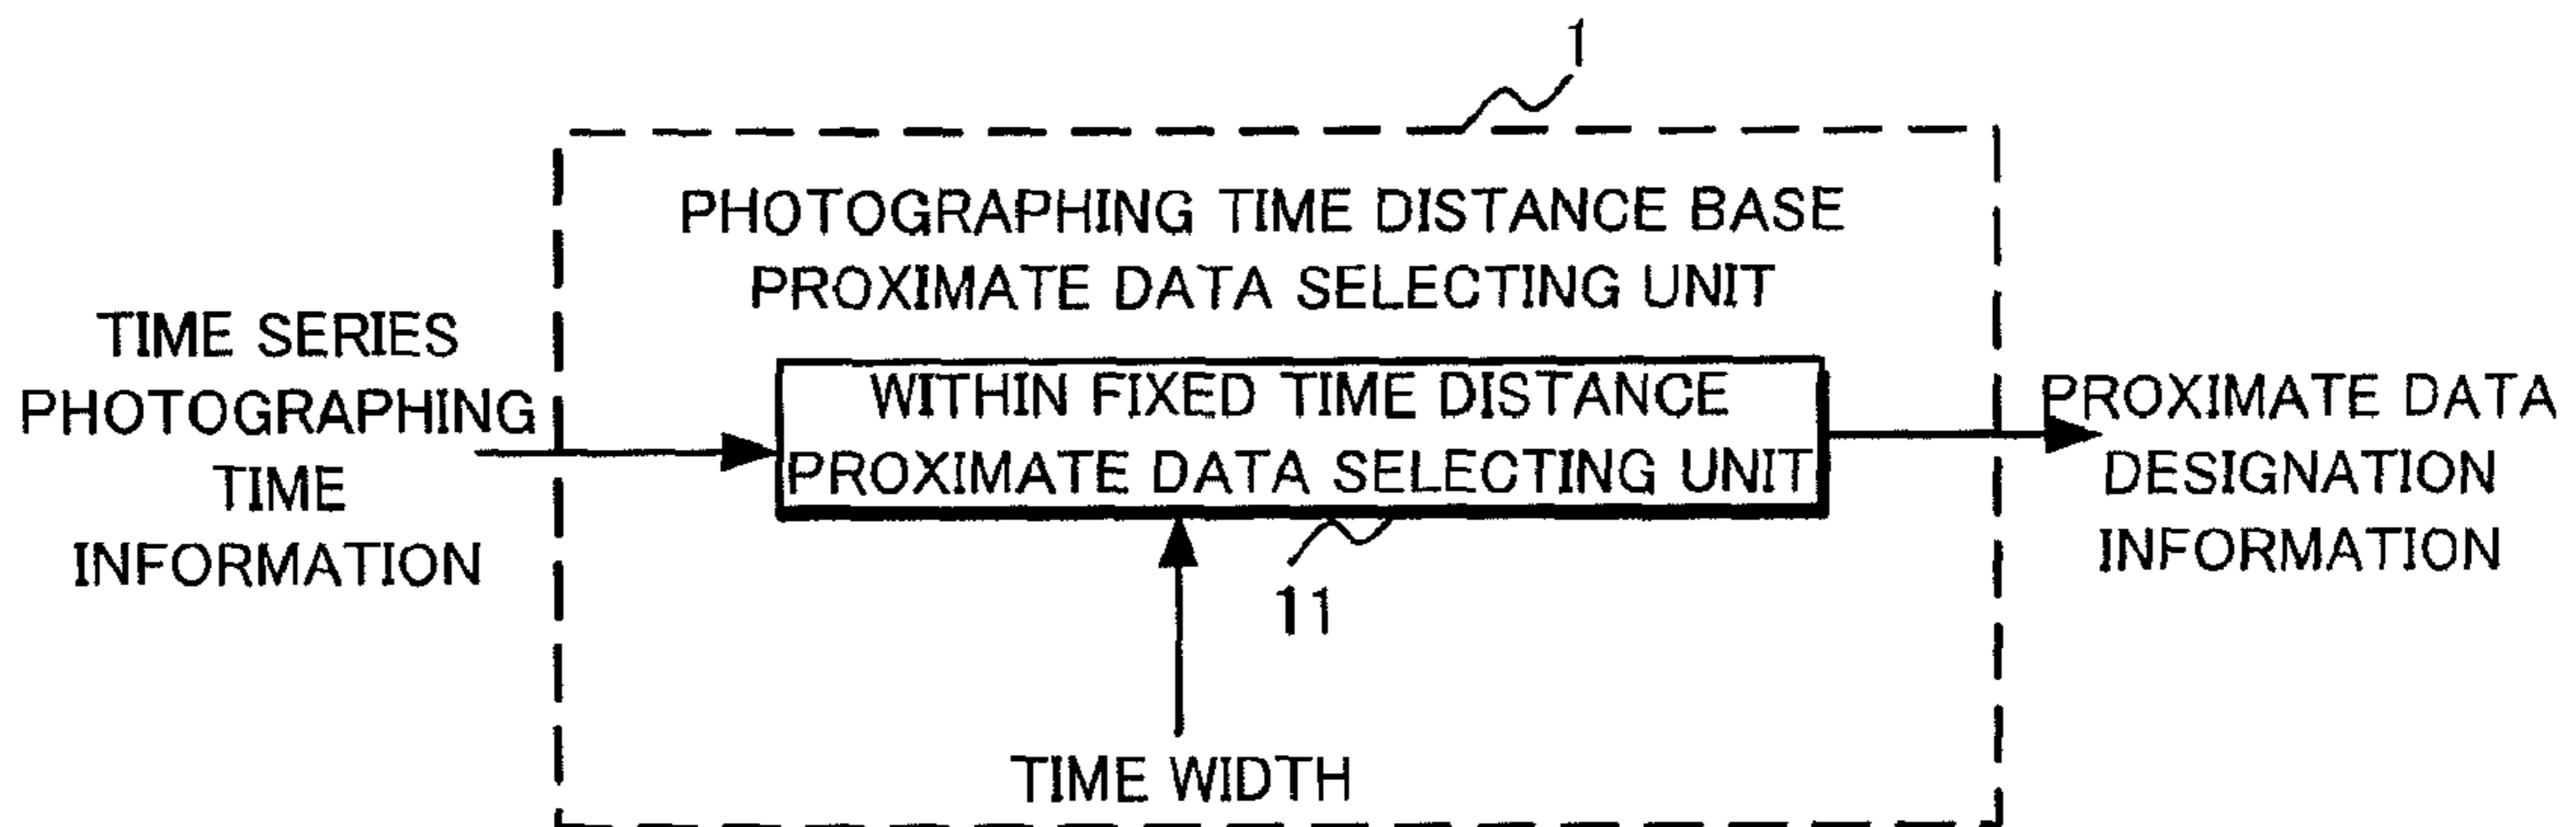 1
PHOTOGRAPHING TIME DISTANCE BASE
PROXIMATE DATA SELECTING UNIT
TIME SERIES
PHOTOGRAPHING
TIME
INFORMATION
WITHIN FIXED TIME DISTANCE
PROXIMATE DATA SELECTING UNIT
11
TIME WIDTH
PROXIMATE DATA
DESIGNATION
INFORMATION